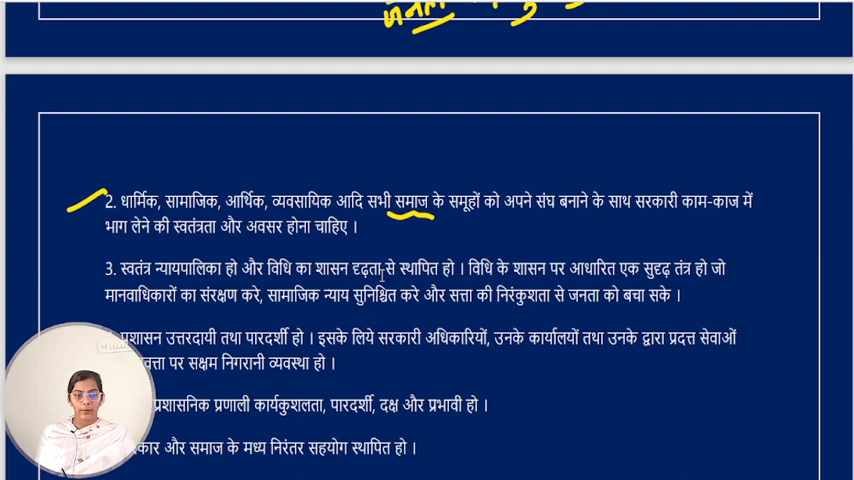 2. धार्मिक, सामाजिक, आर्थिक, व्यवसायिक आदि सभी समाज के समूहों को अपने संघ बनाने के साथ सरकारी काम-काज में
भाग लेने की स्वतंत्रता और अवसर होना चाहिए ।
3. स्वतंत्र न्यायपालिका हो और विधि का शासन दृढ़ता से स्थापित हो । विधि के शासन पर आधारित एक सुदृढ़ तंत्र हो जो
मानवाधिकारों का संरक्षण करे, सामाजिक न्याय सुनिश्चित करे और सत्ता की निरंकुशता से जनता को बचा सके ।
प्रशासन उत्तरदायी तथा पारदर्शी हो । इसके लिये सरकारी अधिकारियों, उनके कार्यालयों तथा उनके द्वारा प्रदत्त सेवाओं
पर सक्षम निगरानी व्यवस्था हो ।
प्रशासनिक प्रणाली कार्यकुशलता, पारदर्शी, दक्ष और प्रभावी हो ।
और समाज के मध्य निरंतर सहयोग स्थापित हो ।